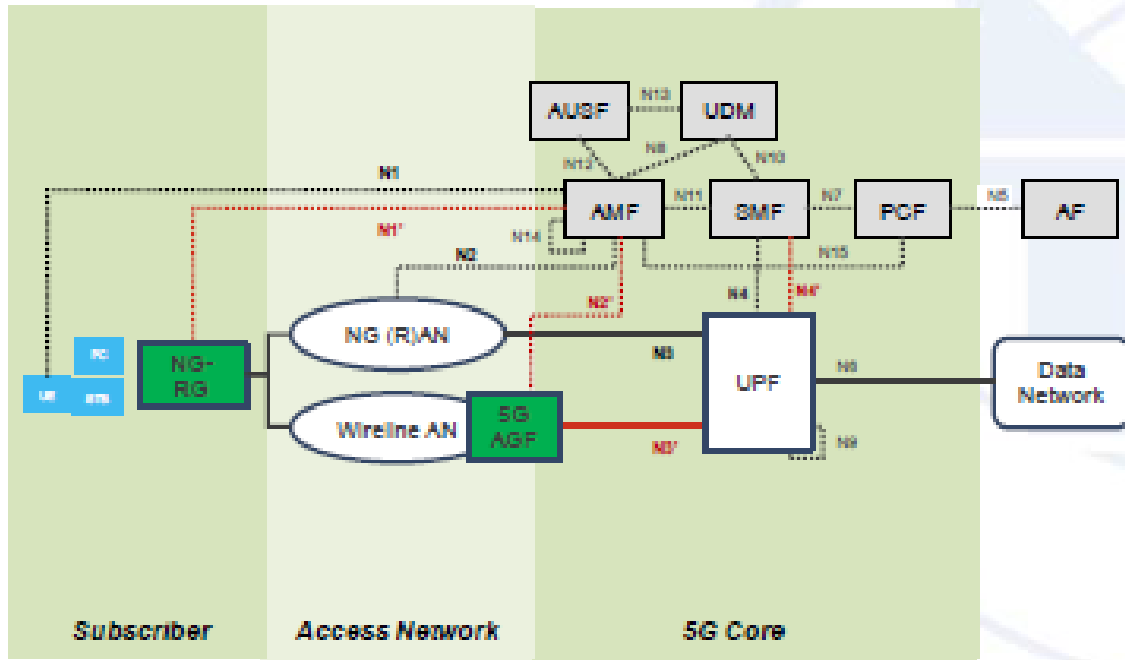 AUSF
N13
UDM
N12
N8
N10
N1
AMF
N11
SMF
N7
PCF
N5
AF
N1'
N14
N2
N15
N2'
N4
N4'
NG (R)AN
NG-
RG
PC
UE
STB
N3
UPF
N6
Data
Network
Wireline AN
5G
AGF
N3'
N9
Subscriber
Access Network
5G Core